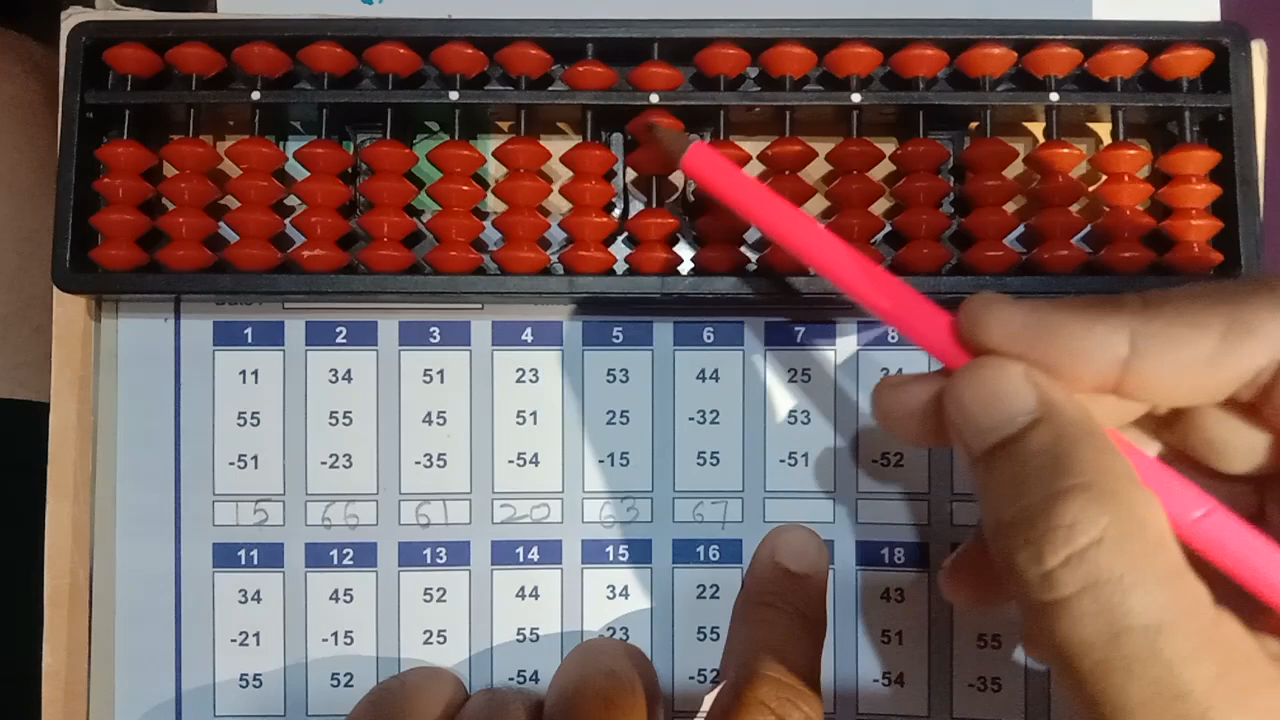 1 2 3 4 5 6 7 8
11 34 51 23 53 44 25
55 55 45 51 25 -32 53
-51 -23 -35 -54 -15 55 -51 -52
15 66 61 20 63 67
11 12 13 14 15 16 18
34 45 52 44 34 22 43
-21 -15 25 55 -23 55 51 55
55 52 -54 -52 -54 -35